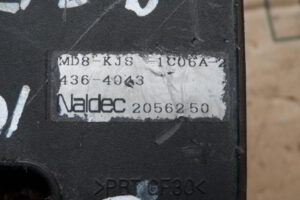 MD8-KJS -1C06A-2
436-4043
Naldec 2056250
>PBT GF30<